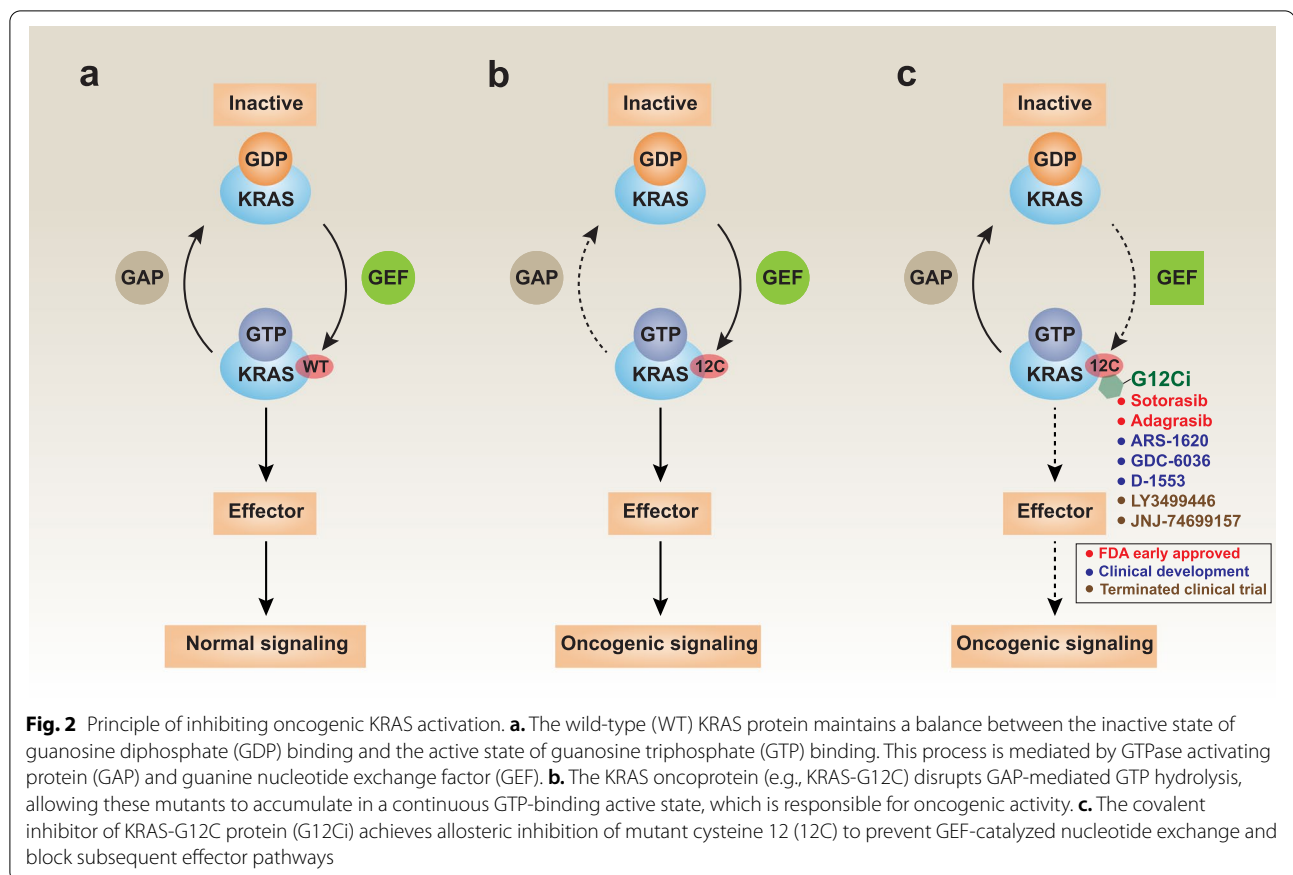 a
Inactive
GDP
KRAS
GAP
GEF
GTP
KRAS
WT
Effector
Normal signaling
b
Inactive
GDP
KRAS
GAP
GEF
GTP
KRAS
12C
Effector
Oncogenic signaling
c
Inactive
GDP
KRAS
GAP
GEF
GTP
KRAS
12C
G12Ci
• Sotorasib
• Adagrasib
• ARS-1620
• GDC-6036
• D-1553
• LY3499446
• JNJ-74699157
Effector
• FDA early approved
• Clinical development
• Terminated clinical trial
Oncogenic signaling
Fig. 2 Principle of inhibiting oncogenic KRAS activation. a. The wild-type (WT) KRAS protein maintains a balance between the inactive state of
guanosine diphosphate (GDP) binding and the active state of guanosine triphosphate (GTP) binding. This process is mediated by GTPase activating
protein (GAP) and guanine nucleotide exchange factor (GEF). b. The KRAS oncoprotein (e.g., KRAS-G12C) disrupts GAP-mediated GTP hydrolysis,
allowing these mutants to accumulate in a continuous GTP-binding active state, which is responsible for oncogenic activity. c. The covalent
inhibitor of KRAS-G12C protein (G12Ci) achieves allosteric inhibition of mutant cysteine 12 (12C) to prevent GEF-catalyzed nucleotide exchange and
block subsequent effector pathways